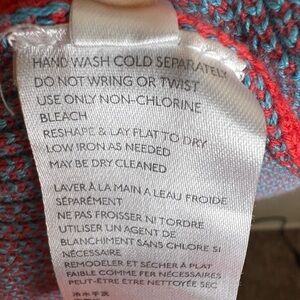 HAND WASH COLD SEPARATELY
DO NOT WRING OR TWIST
USE ONLY NON-CHLORINE
BLEACH
RESHAPE & LAY FLAT TO DRY
LOW IRON AS NEEDED
MAY BE DRY CLEANED
LAVER À LA MAIN A LEAU FROIDE
SÉPARÉMENT
NE PAS FROISSER NI TORDRE
UTILISER UN AGENT DE
BLANCHIMENT SANS CHLORE SI
NÉCESSAIRE
REMODELER ET SÉCHER À PLAT
FAIBLE COMME FER NÉCESSAIRES
PEUT-ÊTRE ÊTRE NETTOYÉE SEC